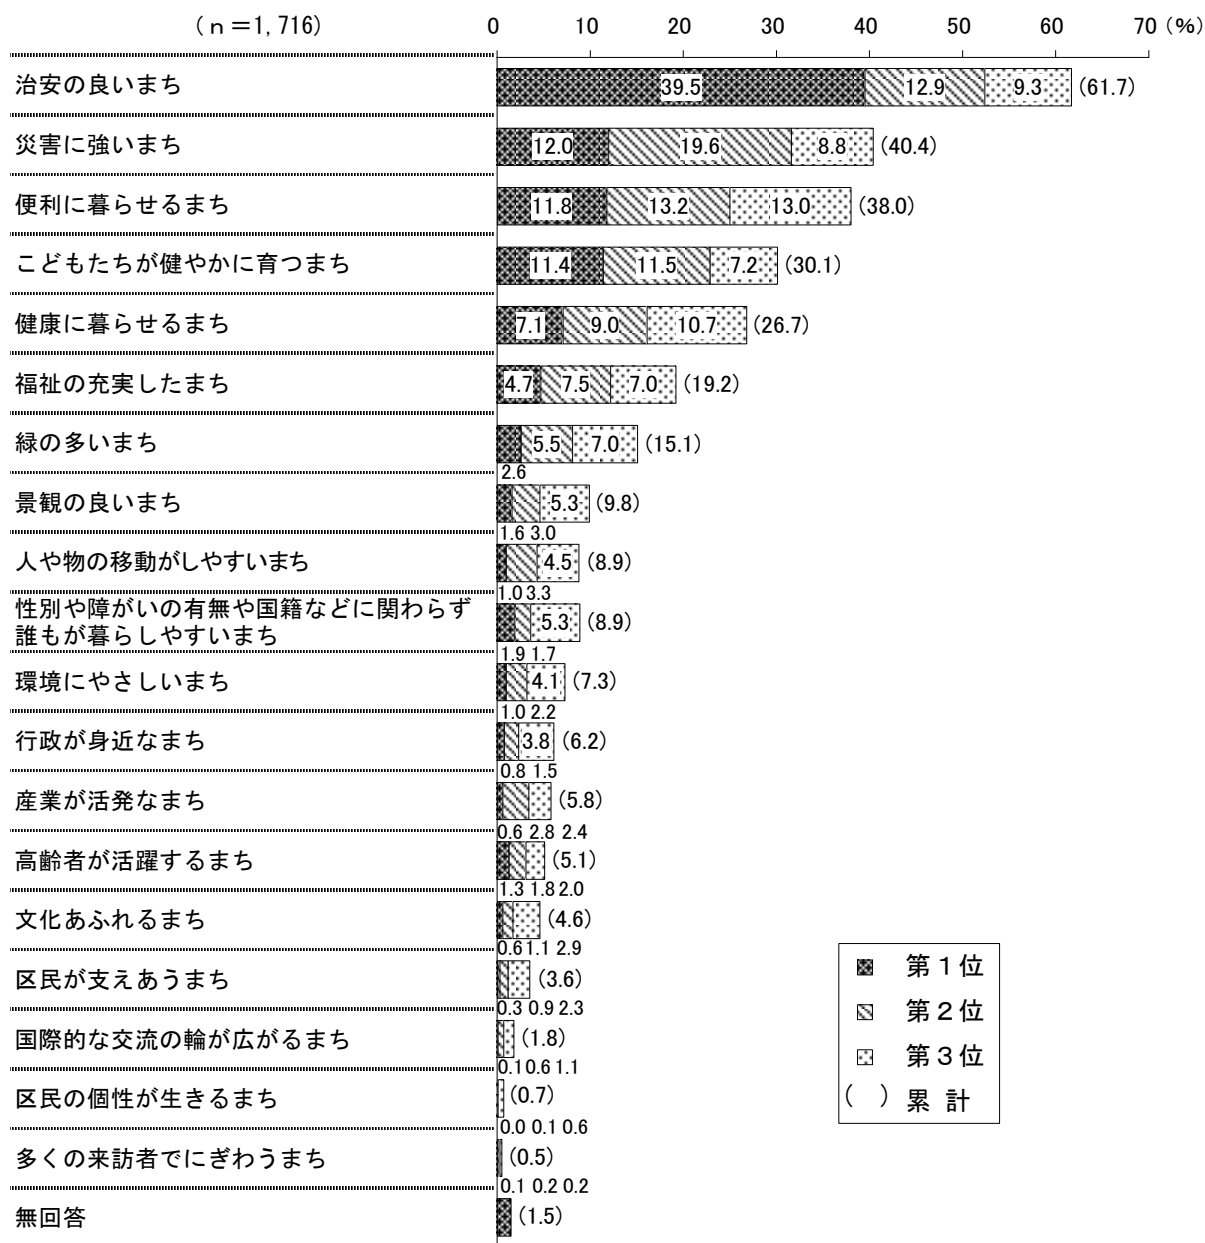 (ｎ＝1,716)
0 10 20 30 40 50 60 70 (%)
治安の良いまち 39.5 12.9 9.3 (61.7)
災害に強いまち 12.0 19.6 8.8 (40.4)
便利に暮らせるまち 11.8 13.2 13.0 (38.0)
こどもたちが健やかに育つまち 11.4 11.5 7.2 (30.1)
健康に暮らせるまち 7.1 9.0 10.7 (26.7)
福祉の充実したまち 4.7 7.5 7.0 (19.2)
緑の多いまち 5.5 7.0 (15.1)
2.6
景観の良いまち 5.3 (9.8)
1.6 3.0
人や物の移動がしやすいまち 4.5 (8.9)
1.0 3.3
性別や障がいの有無や国籍などに関わらず
誰もが暮らしやすいまち 5.3 (8.9)
1.9 1.7
環境にやさしいまち 4.1 (7.3)
1.0 2.2
行政が身近なまち 3.8 (6.2)
0.8 1.5
産業が活発なまち (5.8)
0.6 2.8 2.4
高齢者が活躍するまち (5.1)
1.3 1.8 2.0
文化あふれるまち (4.6)
0.6 1.1 2.9
区民が支えあうまち (3.6)
0.3 0.9 2.3
国際的な交流の輪が広がるまち (1.8)
0.1 0.6 1.1
区民の個性が生きるまち (0.7)
0.0 0.1 0.6
多くの来訪者でにぎわうまち (0.5)
0.1 0.2 0.2
無回答 (1.5)
第１位
第２位
第３位
(　) 累 計